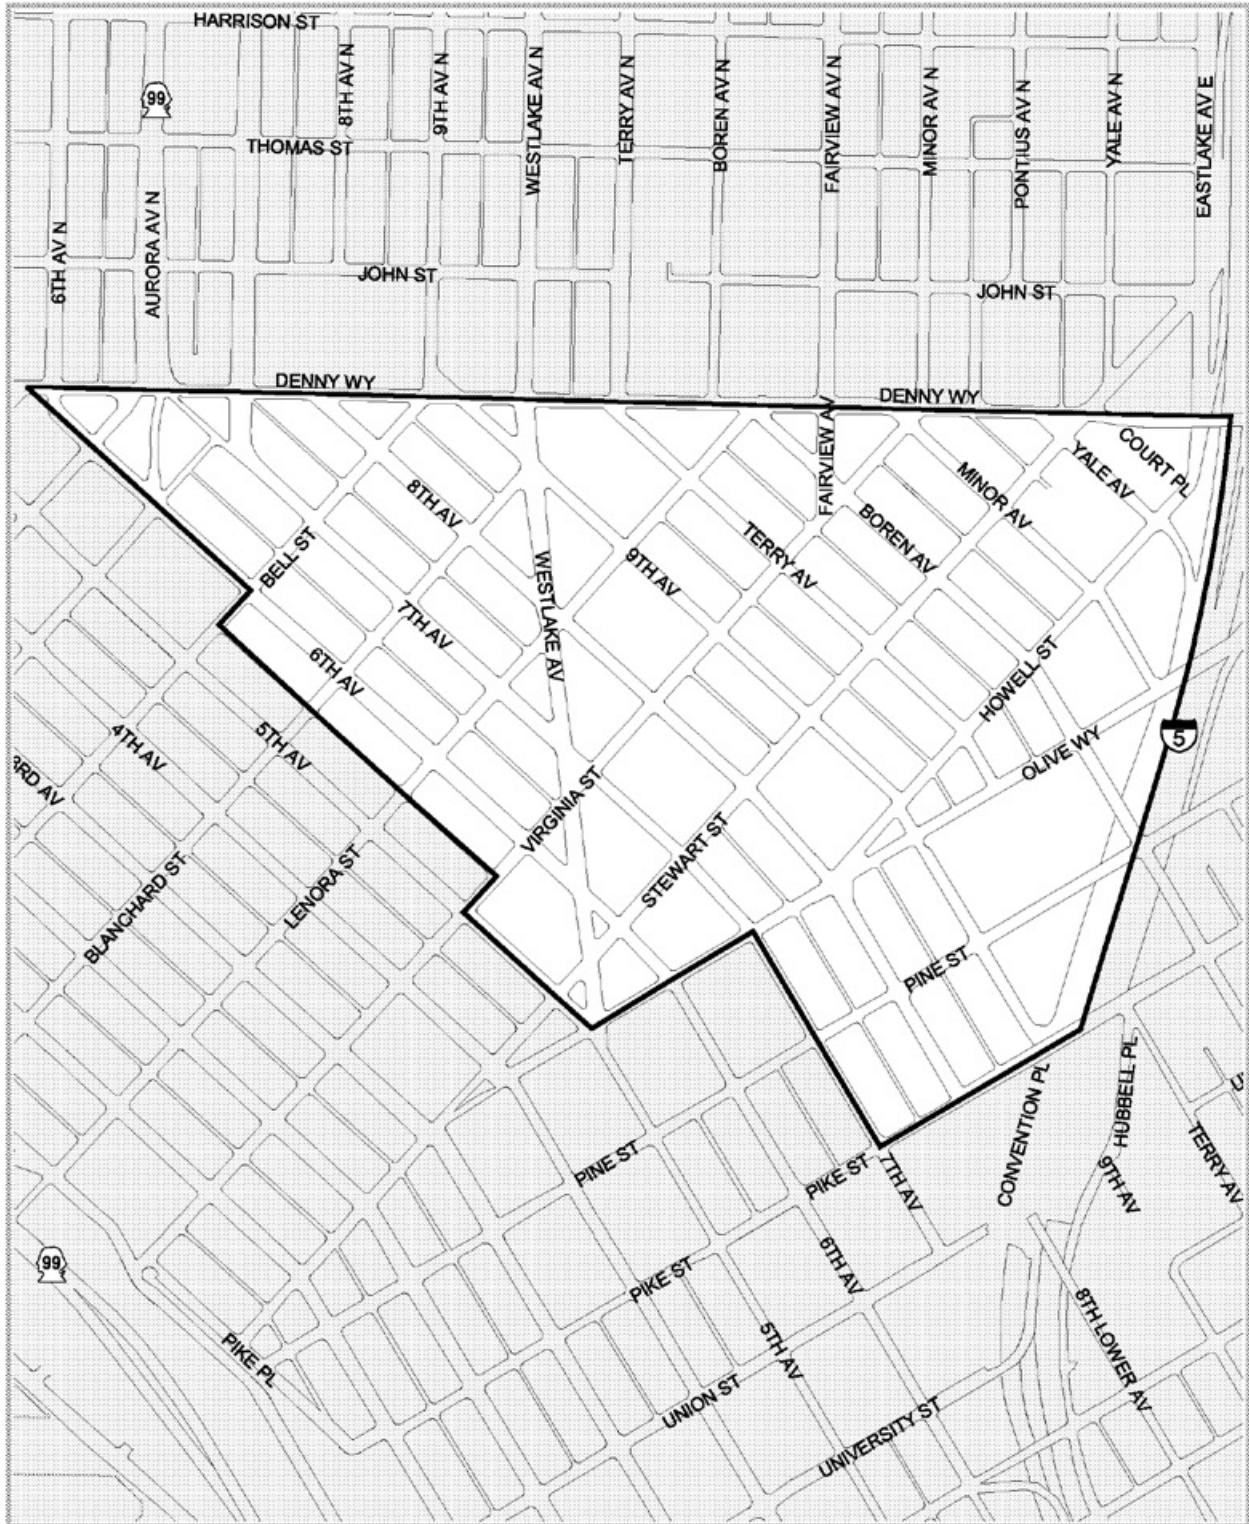 HARRISON ST
8TH AV N
9TH AV N
WESTLAKE AV N
TERRY AV N
BOREN AV N
FAIRVIEW AV N
MINOR AV N
PONTIUS AV N
YALE AV N
EASTLAKE AV E
99
THOMAS ST
6TH AV N
AURORA AV N
JOHN ST
JOHN ST
DENNY WY
DENNY WY
FAIRVIEW AV
COURT PL
YALE AV
MINOR AV
8TH AV
BOREN AV
TERRY AV
BELL ST
9TH AV
WESTLAKE AV
7TH AV
6TH AV
HOWELL ST
4TH AV
5TH AV
5
OLIVE WY
3RD AV
VIRGINIA ST
STEWART ST
BLANCHARD ST
LENORA ST
PINE ST
CONVENTION PL
HUBBELL PL
PINE ST
PIKE ST
7TH AV
9TH AV
TERRY AV
99
6TH AV
PIKE ST
8TH LOWER AV
PIKE PL
5TH AV
UNION ST
UNIVERSITY ST